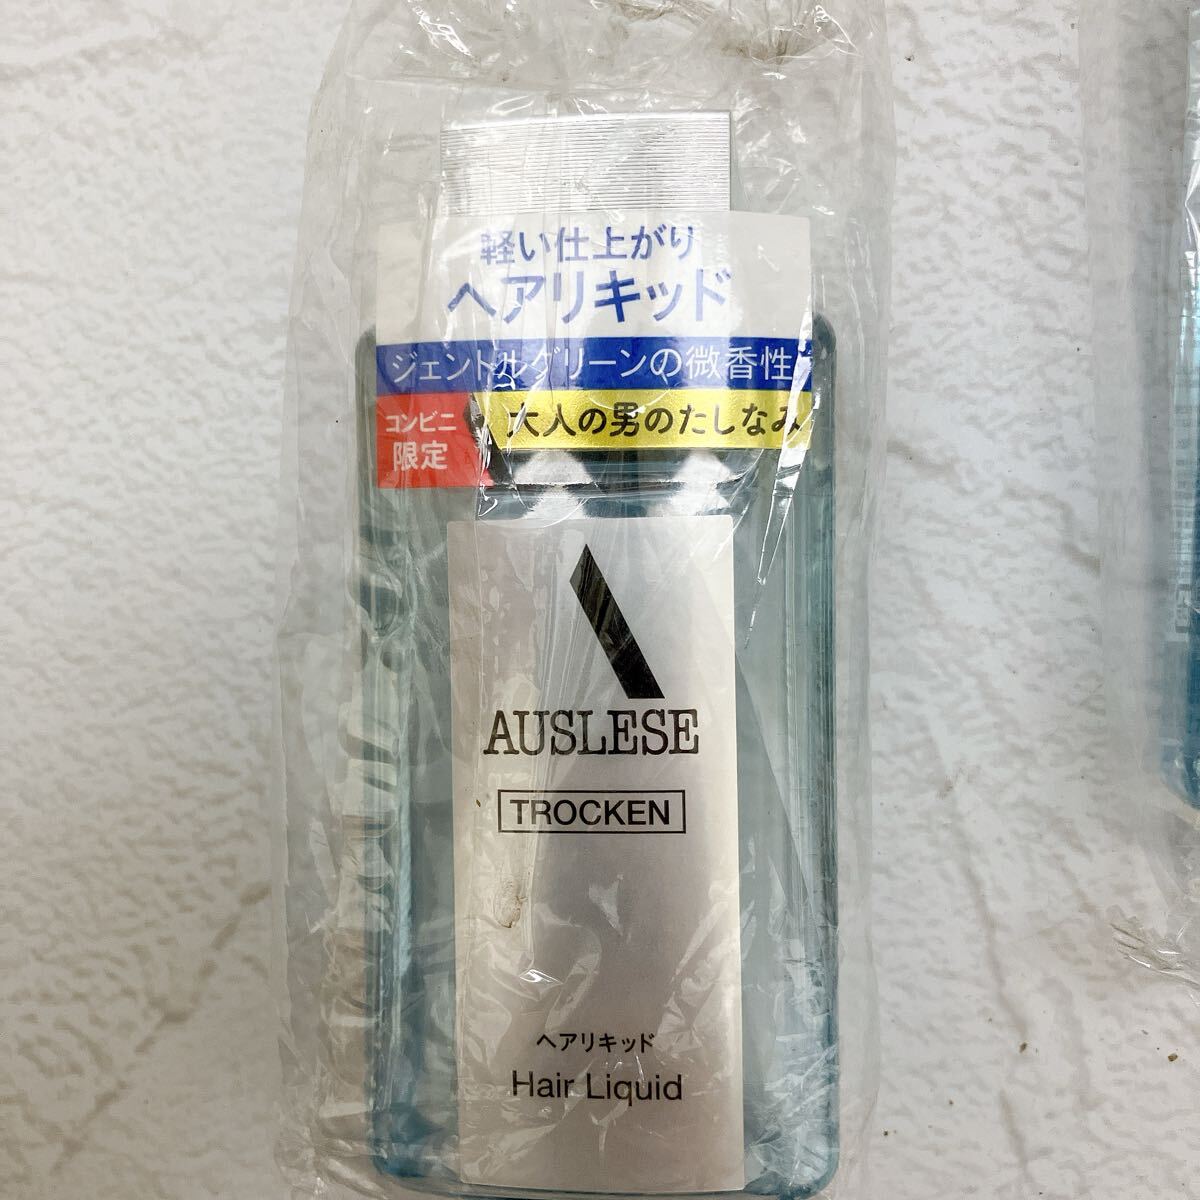 軽い仕上がり
ヘアリキッド
ジェントルグリーンの微香性
コンビニ
限定
大人の男のたしなみ
AUSLESE
TROCKEN
ヘアリキッド
Hair Liquid